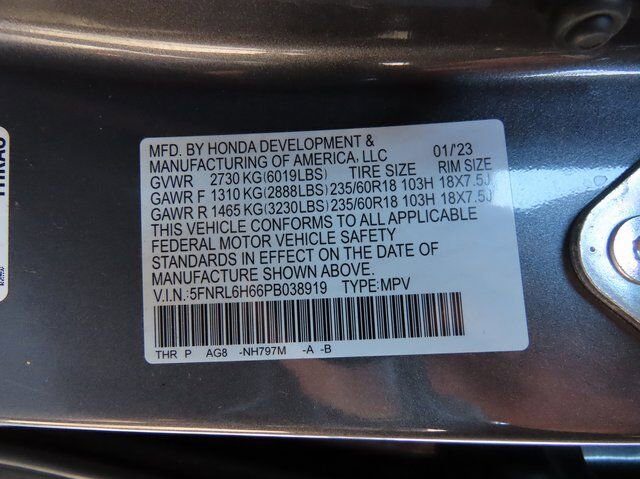 MFD. BY HONDA DEVELOPMENT &
MANUFACTURING OF AMERICA, LLC 01/'23
GVWR 2730 KG(6019LBS) TIRE SIZE RIM SIZE
GAWR F 1310 KG(2888LBS) 235/60R18 103H 18X7.5J
GAWR R 1465 KG(3230LBS) 235/60R18 103H 18X7.5J
THIS VEHICLE CONFORMS TO ALL APPLICABLE
FEDERAL MOTOR VEHICLE SAFETY
STANDARDS IN EFFECT ON THE DATE OF
MANUFACTURE SHOWN ABOVE.
V.I.N.:5FNRL6H66PB038919 TYPE:MPV
THR P AG8 -NH797M -A -B